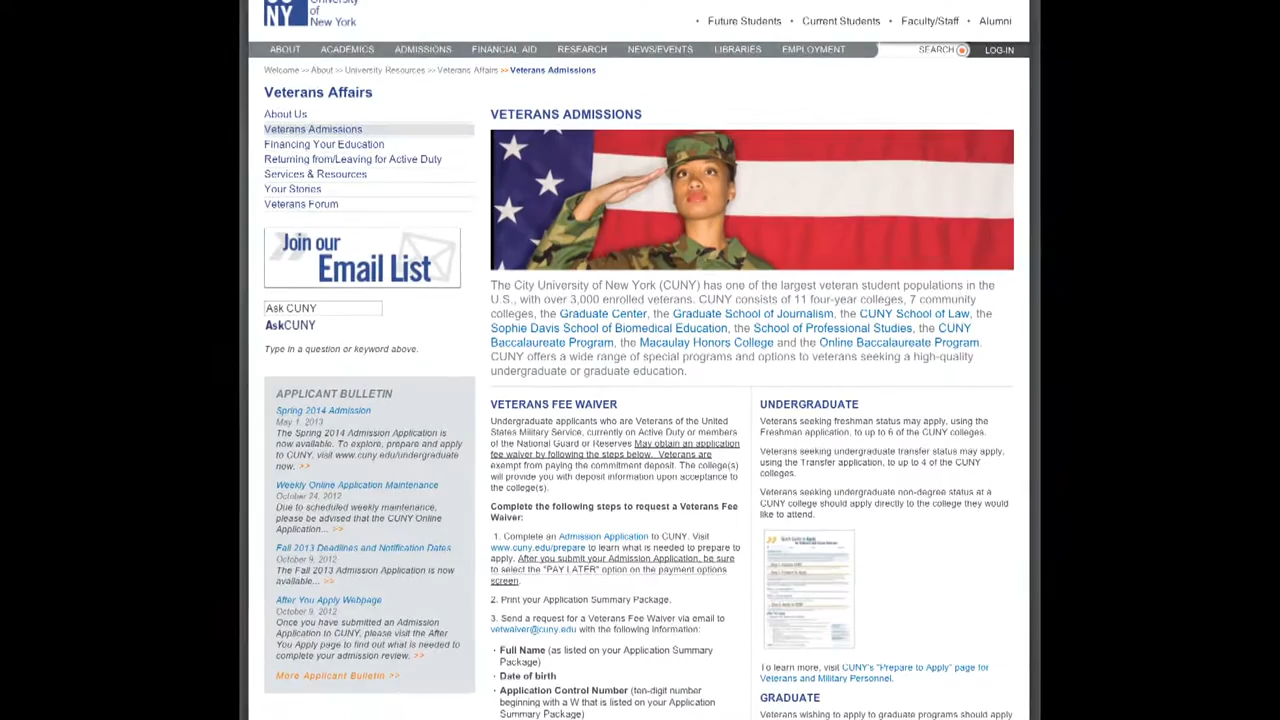 NY
University
of
New York
• Future Students • Current Students • Faculty/Staff • Alumni
ABOUT ACADEMICS ADMISSIONS FINANCIAL AID RESEARCH NEWS/EVENTS LIBRARIES EMPLOYMENT SEARCH LOG-IN
Welcome >> About >> University Resources >> Veterans Affairs >> Veterans Admissions
Veterans Affairs
About Us
Veterans Admissions
Financing Your Education
Returning from/Leaving for Active Duty
Services & Resources
Your Stories
Veterans Forum
Join our
Email List
Ask CUNY
AskCUNY
Type in a question or keyword above.
APPLICANT BULLETIN
Spring 2014 Admission
May 1, 2013
The Spring 2014 Admission Application is
now available. To explore, prepare and apply
to CUNY, visit www.cuny.edu/undergraduate
now. >>
Weekly Online Application Maintenance
October 24, 2012
Due to scheduled weekly maintenance,
please be advised that the CUNY Online
Application... >>
Fall 2013 Deadlines and Notification Dates
October 9, 2012
The Fall 2013 Admission Application is now
available... >>
After You Apply Webpage
October 9, 2012
Once you have submitted an Admission
Application to CUNY, please visit the After
You Apply page to find out what is needed to
complete your admission review. >>
More Applicant Bulletin >>
VETERANS ADMISSIONS
The City University of New York (CUNY) has one of the largest veteran student populations in the
U.S., with over 3,000 enrolled veterans. CUNY consists of 11 four-year colleges, 7 community
colleges, the Graduate Center, the Graduate School of Journalism, the CUNY School of Law, the
Sophie Davis School of Biomedical Education, the School of Professional Studies, the CUNY
Baccalaureate Program, the Macaulay Honors College and the Online Baccalaureate Program.
CUNY offers a wide range of special programs and options to veterans seeking a high-quality
undergraduate or graduate education.
VETERANS FEE WAIVER
Undergraduate applicants who are Veterans of the United
States Military Service, currently on Active Duty or members
of the National Guard or Reserves May obtain an application
fee waiver by following the steps below. Veterans are
exempt from paying the commitment deposit. The college(s)
will provide you with deposit information upon acceptance to
the college(s).
Complete the following steps to request a Veterans Fee
Waiver:
1. Complete an Admission Application to CUNY. Visit
www.cuny.edu/prepare to learn what is needed to prepare to
apply. After you submit your Admission Application, be sure
to select the "PAY LATER" option on the payment options
screen.
2. Print your Application Summary Package.
3. Send a request for a Veterans Fee Waiver via email to
vetwaiver@cuny.edu with the following information:
· Full Name (as listed on your Application Summary
Package)
· Date of birth
· Application Control Number (ten-digit number
beginning with a W that is listed on your Application
Summary Package)
UNDERGRADUATE
Veterans seeking freshman status may apply, using the
Freshman application, to up to 6 of the CUNY colleges.
Veterans seeking undergraduate transfer status may apply,
using the Transfer application, to up to 4 of the CUNY
colleges.
Veterans seeking undergraduate non-degree status at a
CUNY college should apply directly to the college they would
like to attend.
To learn more, visit CUNY's "Prepare to Apply" page for
Veterans and Military Personnel.
GRADUATE
Veterans wishing to apply to graduate programs should apply